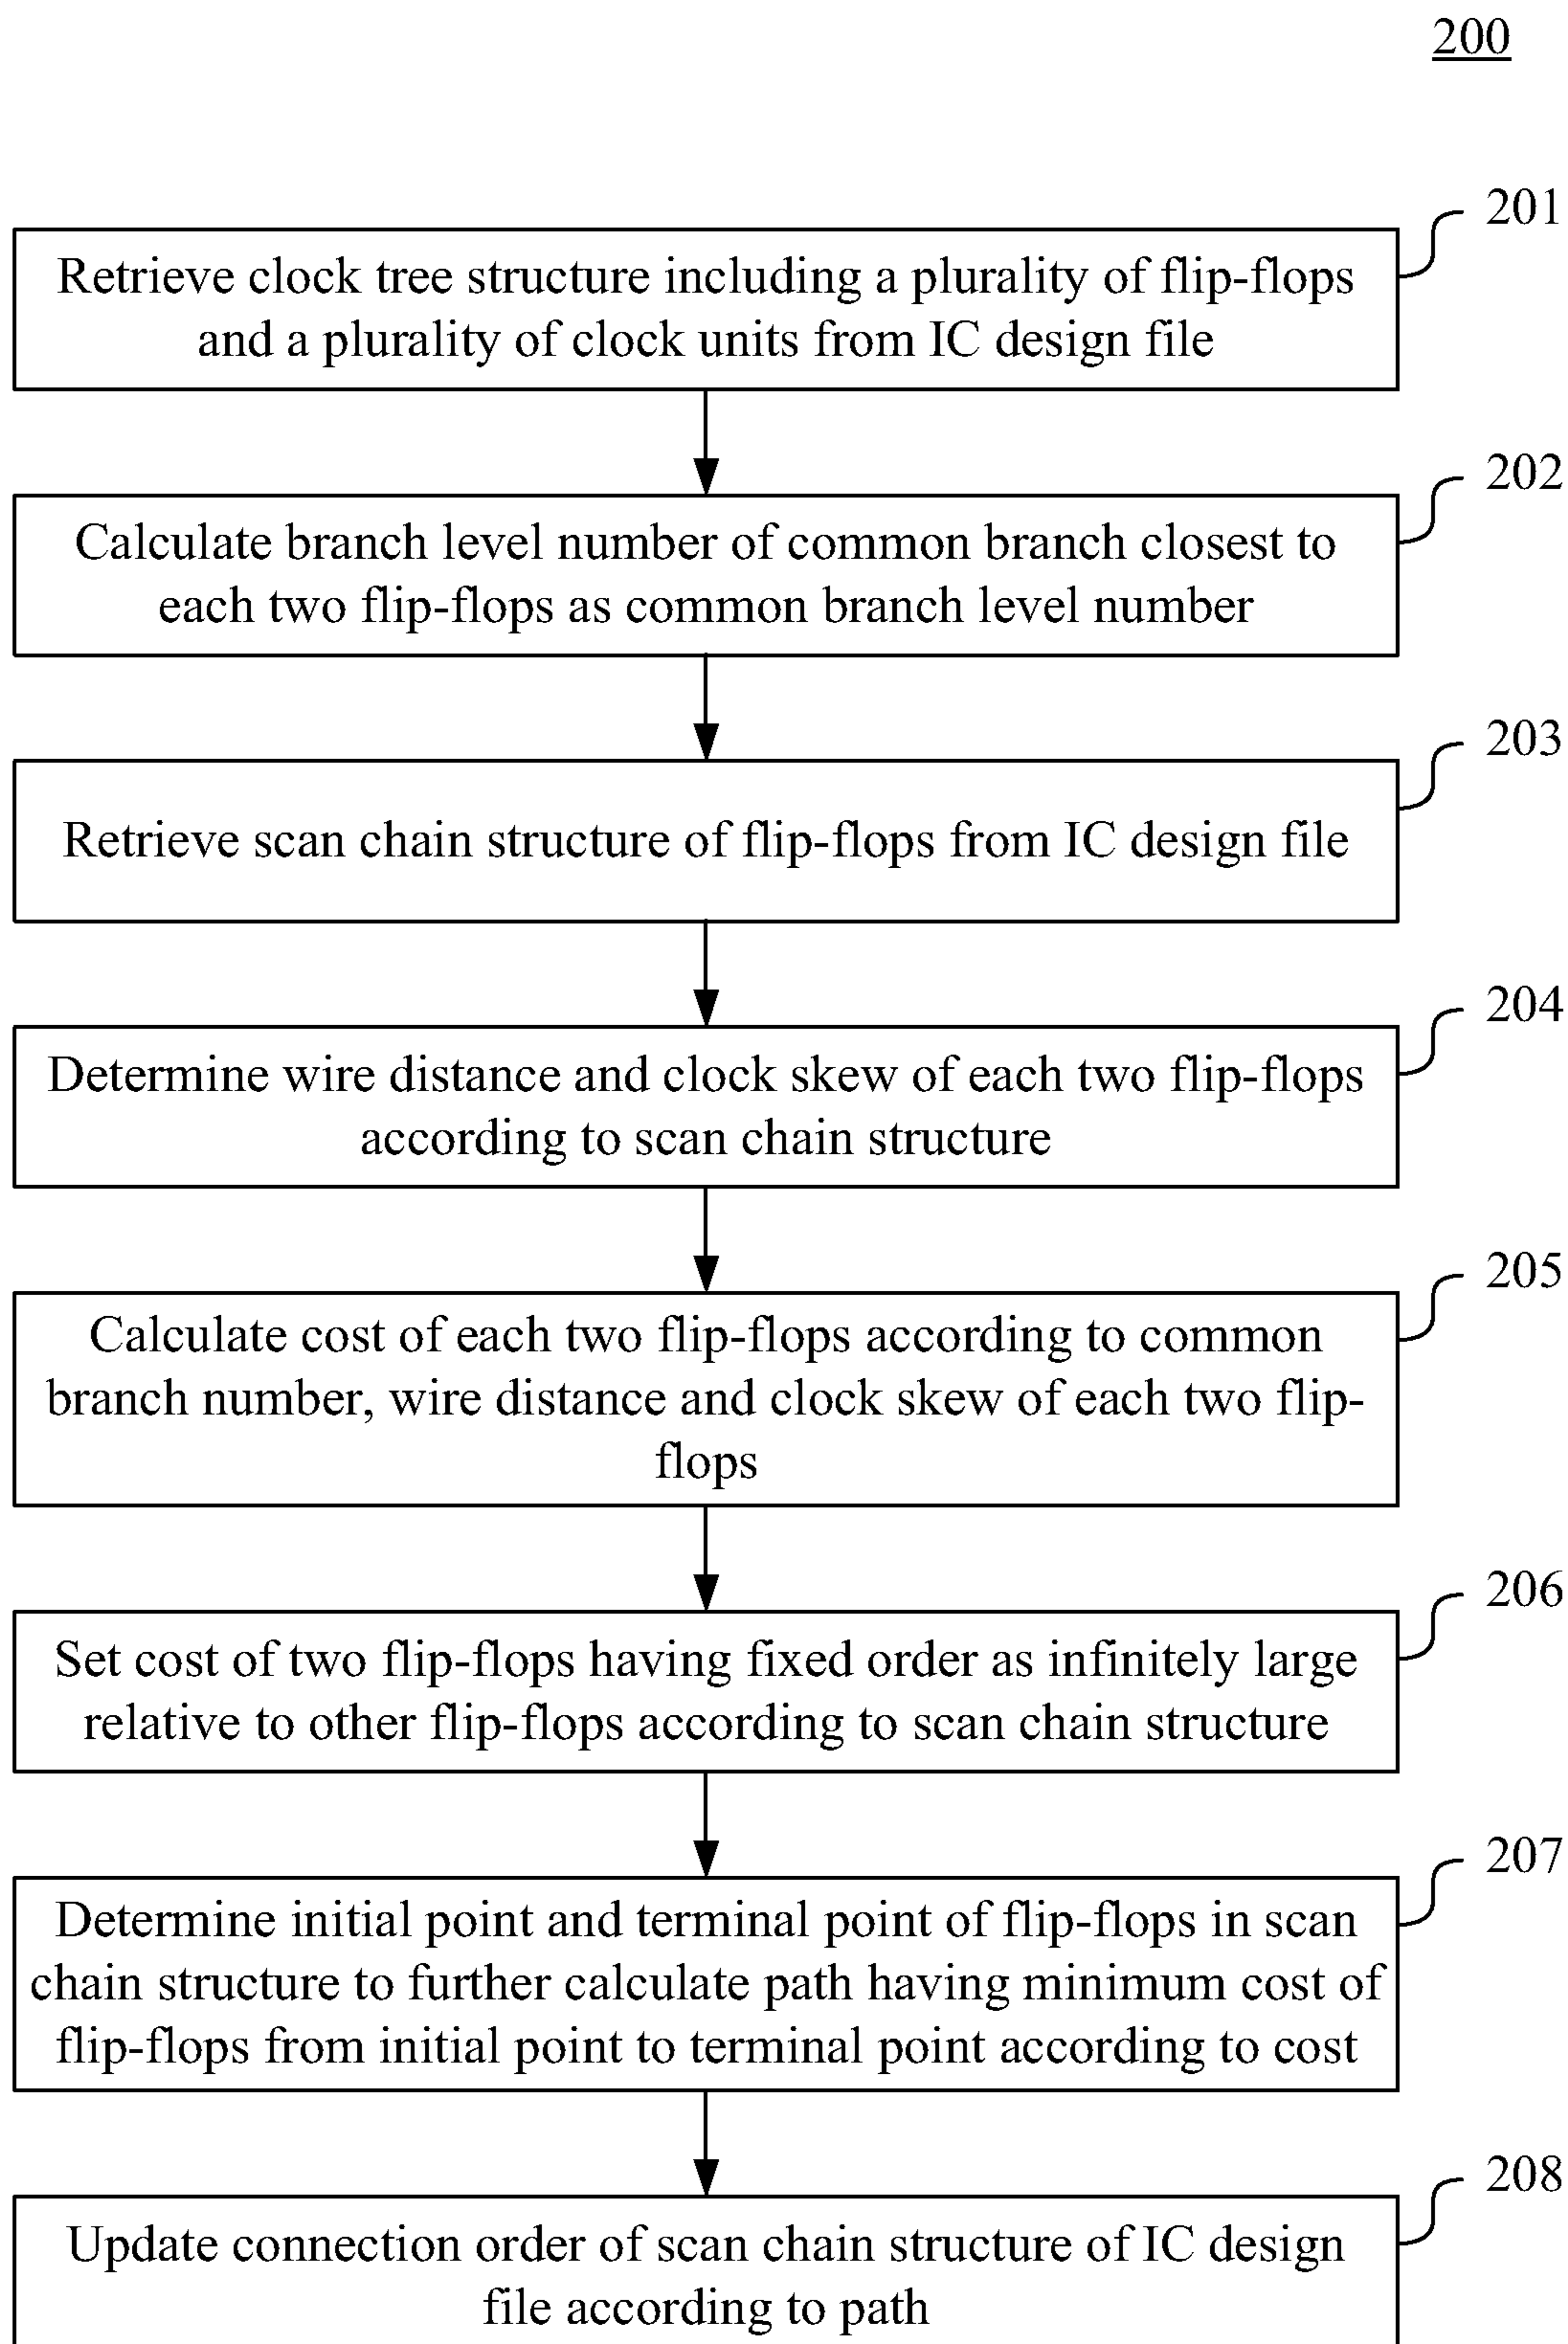 200
201
Retrieve clock tree structure including a plurality of flip-flops
and a plurality of clock units from IC design file
202
Calculate branch level number of common branch closest to
each two flip-flops as common branch level number
203
Retrieve scan chain structure of flip-flops from IC design file
204
Determine wire distance and clock skew of each two flip-flops
according to scan chain structure
205
Calculate cost of each two flip-flops according to common
branch number, wire distance and clock skew of each two flip-
flops
206
Set cost of two flip-flops having fixed order as infinitely large
relative to other flip-flops according to scan chain structure
207
Determine initial point and terminal point of flip-flops in scan
chain structure to further calculate path having minimum cost of
flip-flops from initial point to terminal point according to cost
208
Update connection order of scan chain structure of IC design
file according to path